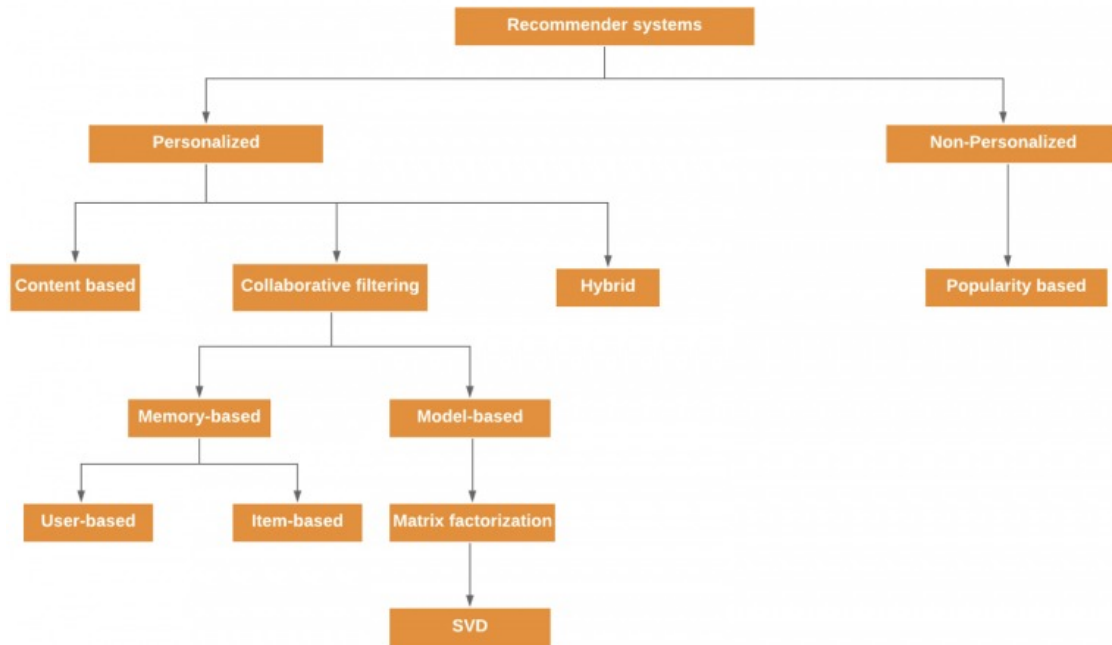 Recommender systems
Personalized
Non-Personalized
Content based
Collaborative filtering
Hybrid
Popularity based
Memory-based
Model-based
User-based
Item-based
Matrix factorization
SVD